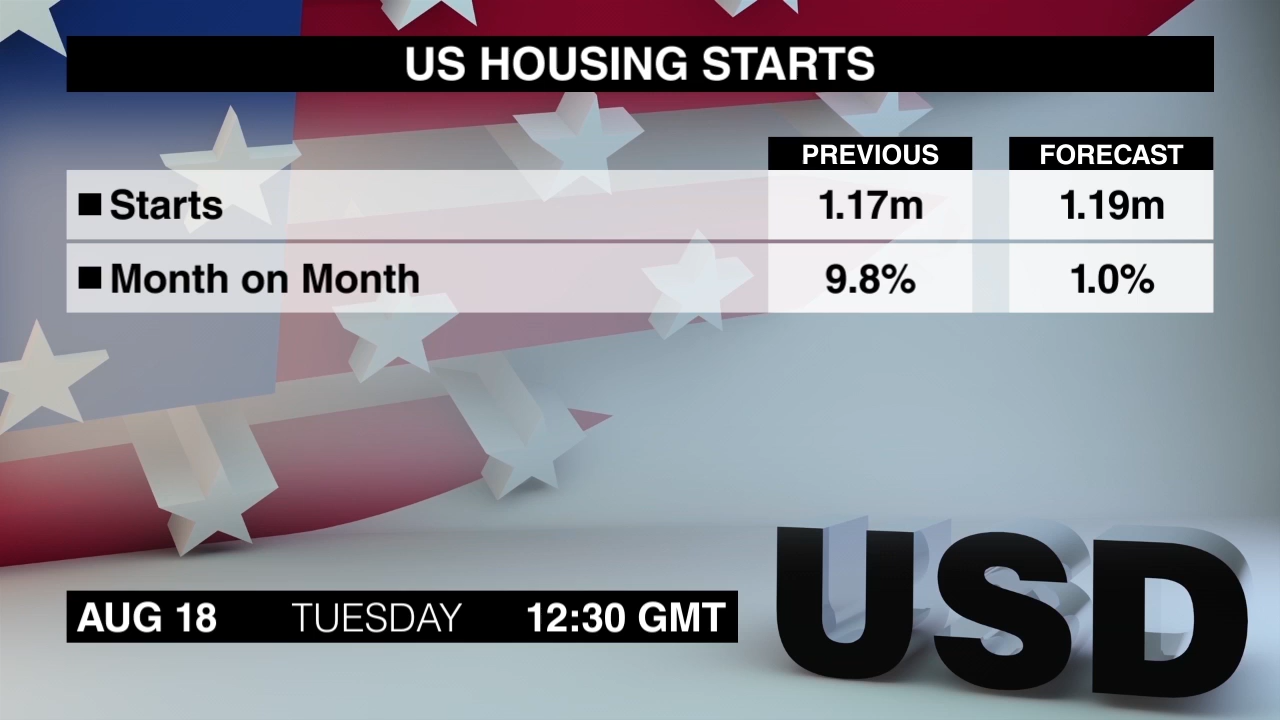 US HOUSING STARTS
PREVIOUS FORECAST
Starts 1.17m 1.19m
Month on Month 9.8% 1.0%
AUG 18 TUESDAY 12:30 GMT
USD